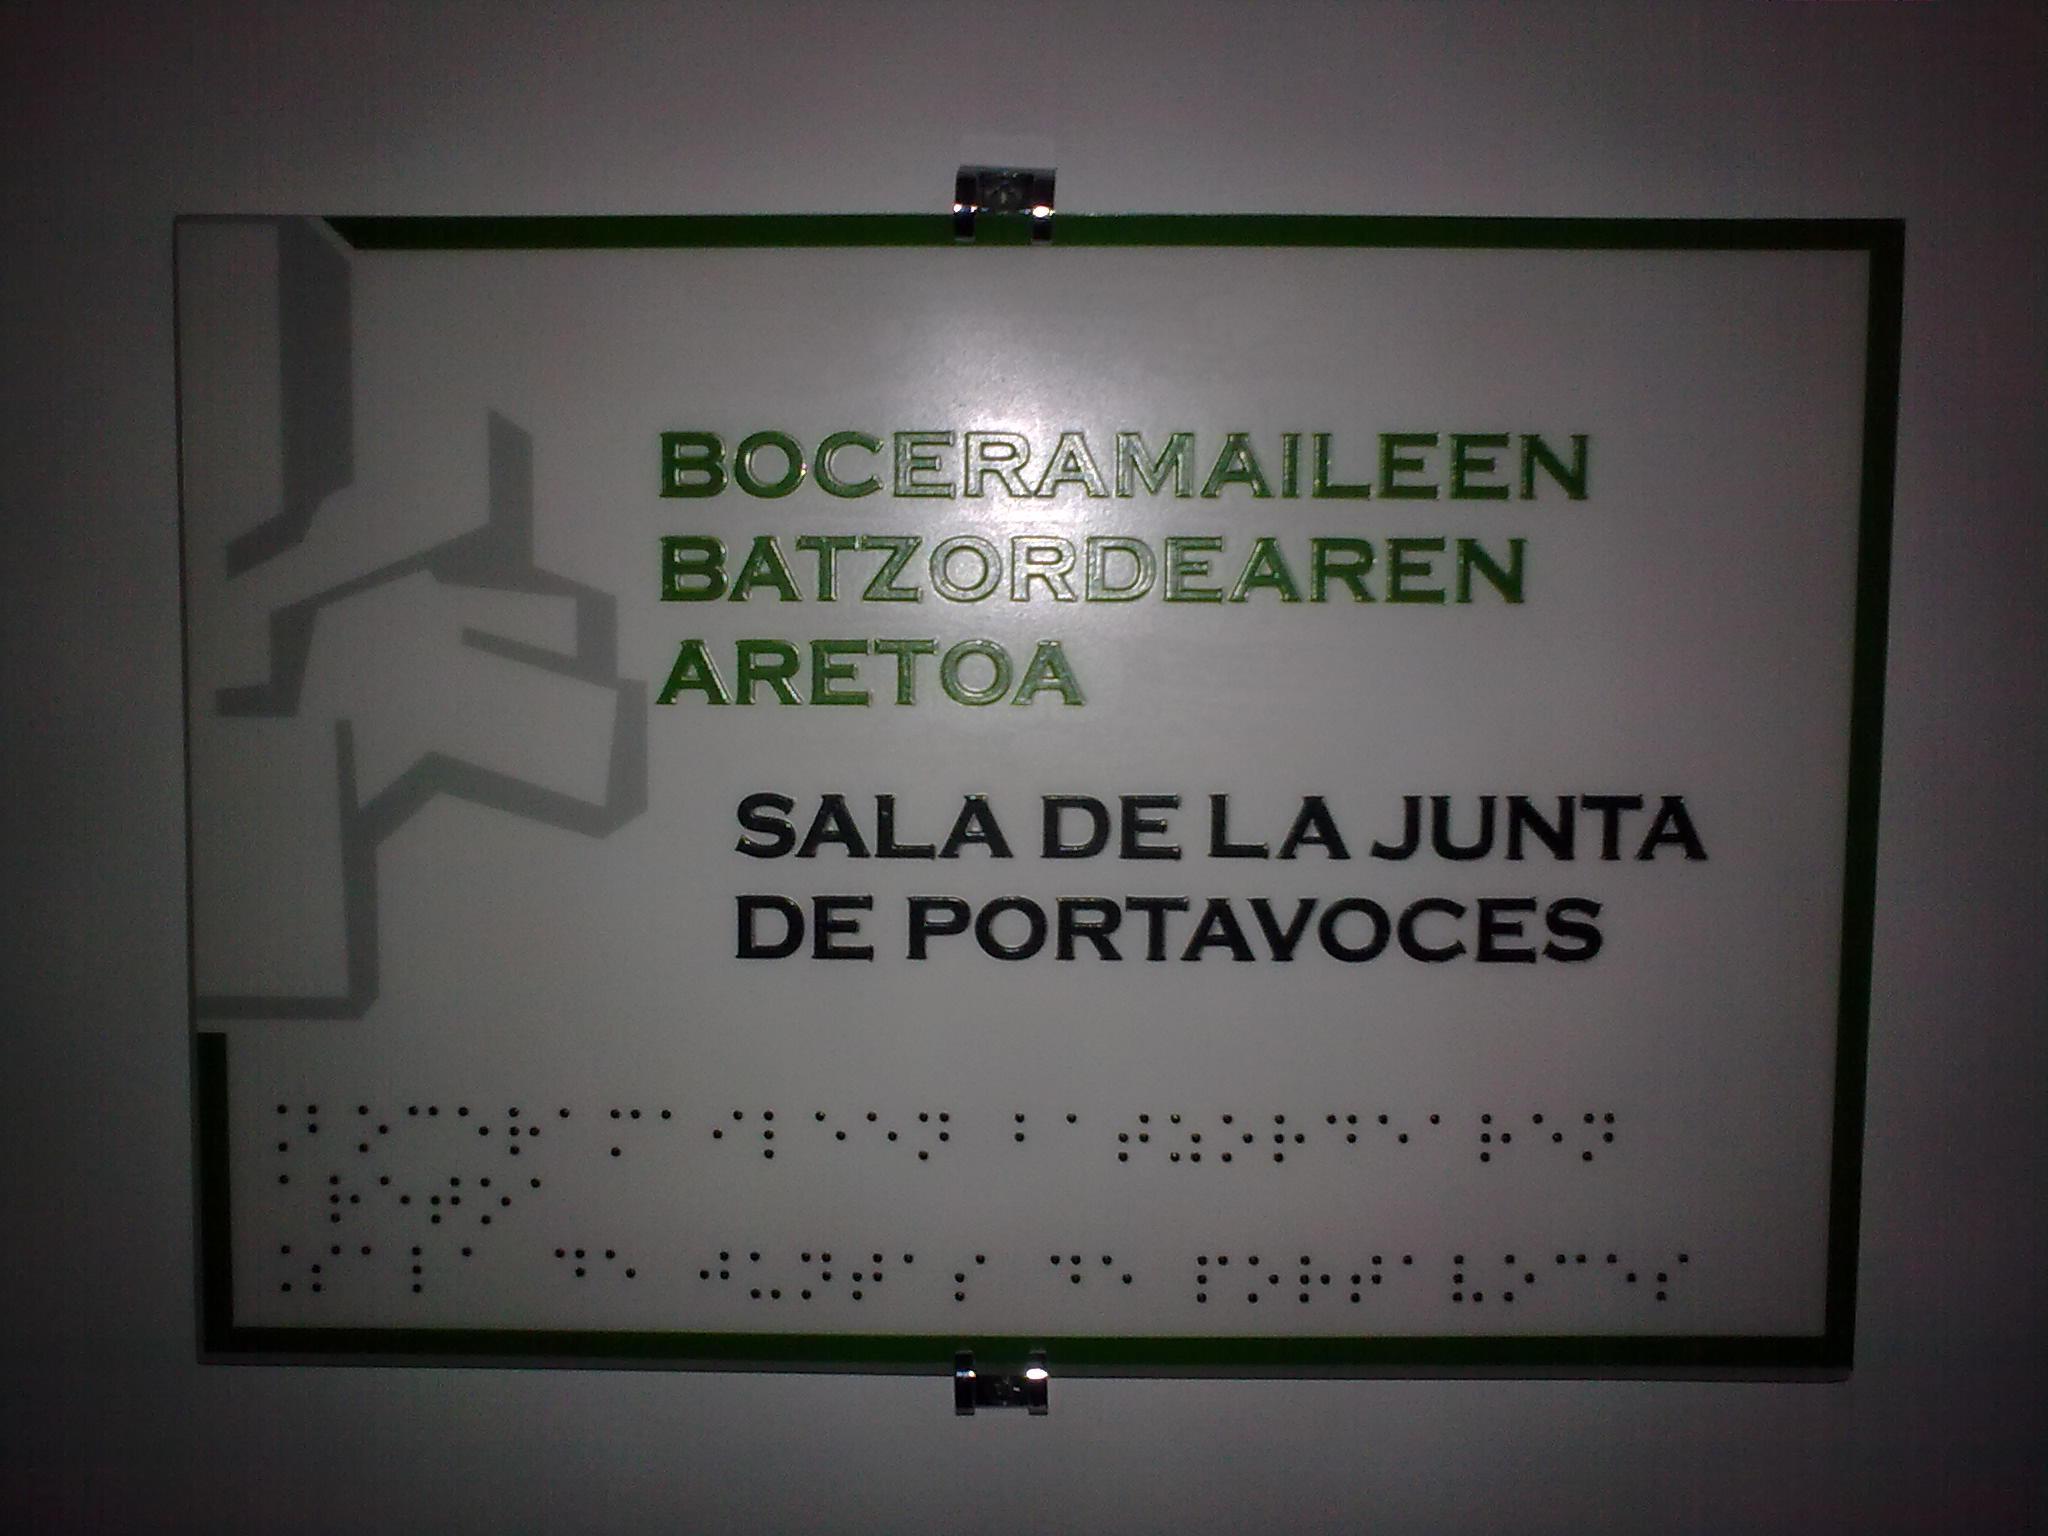 BOCERAMAILEEN
BATZORDEAREN
ARETOA
SALA DE LA JUNTA
DE PORTAVOCES